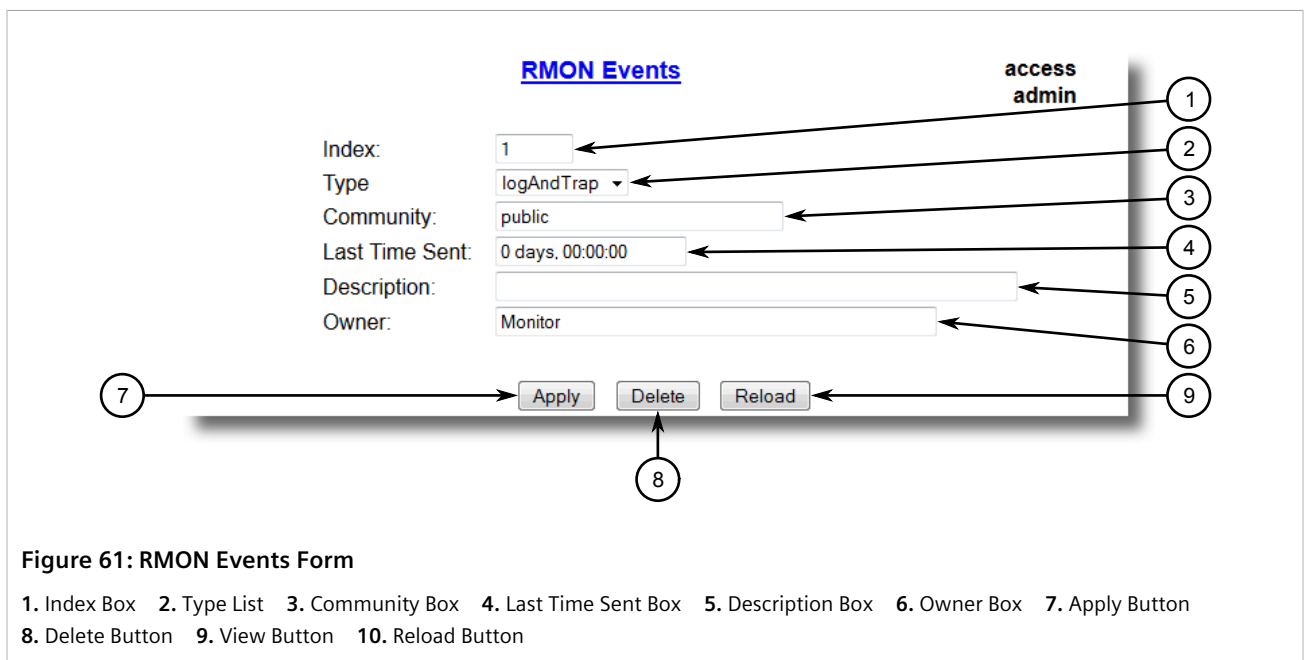 RMON Events
access
admin
1
Index: 1
2
Type logAndTrap
3
Community: public
4
Last Time Sent: 0 days, 00:00:00
5
Description:
6
Owner: Monitor
7
Apply Delete Reload
9
8
Figure 61: RMON Events Form
1. Index Box 2. Type List 3. Community Box 4. Last Time Sent Box 5. Description Box 6. Owner Box 7. Apply Button
8. Delete Button 9. View Button 10. Reload Button